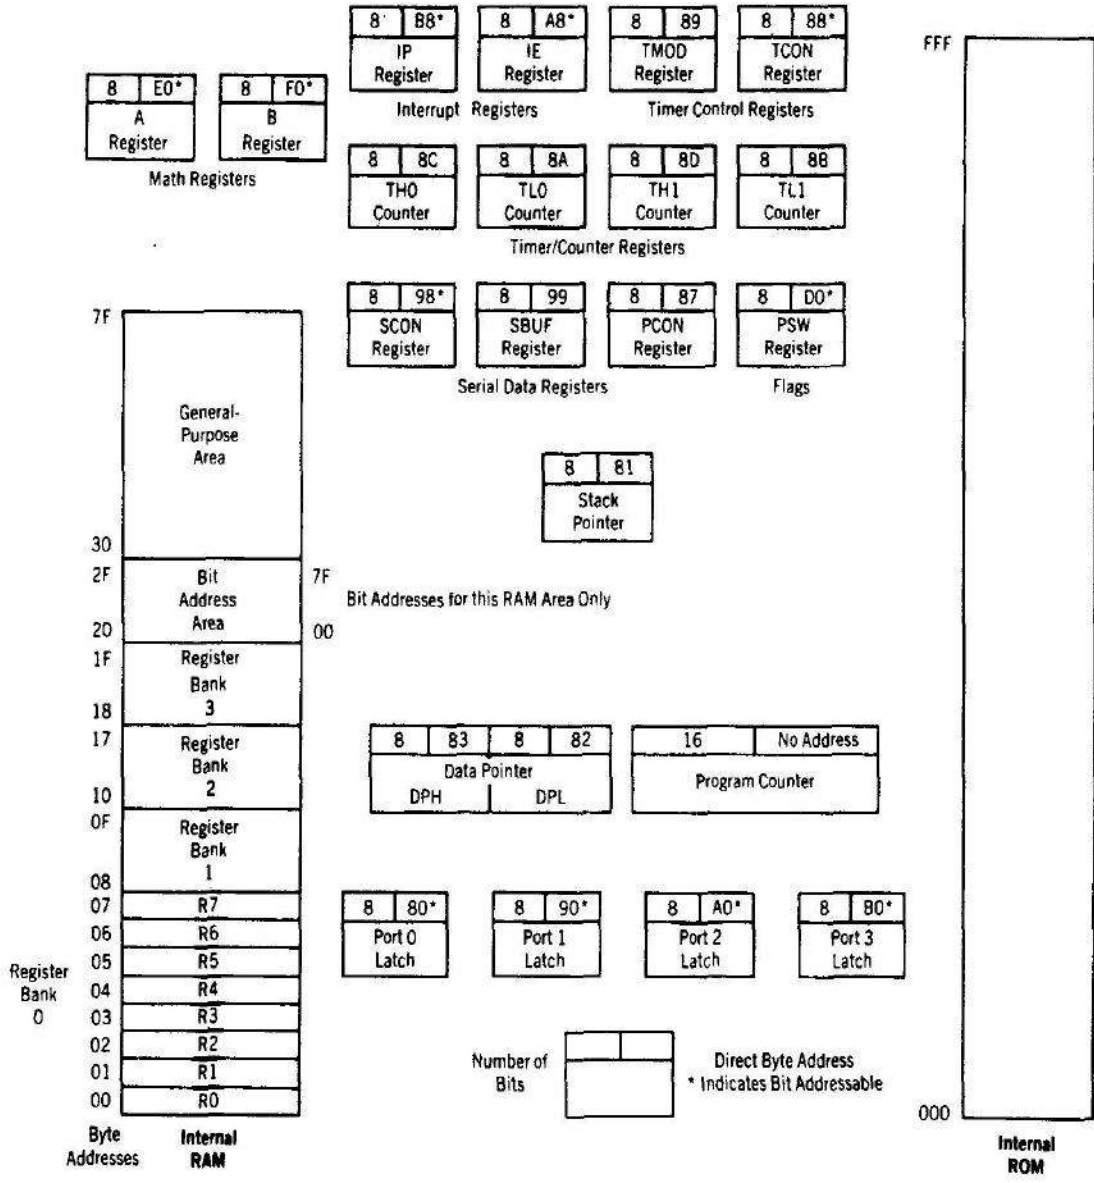 8 B8* 8 A8* 8 89 8 88*
IP Register IE Register TMOD Register TCON Register
Interrupt Registers Timer Control Registers
FFF
8 E0* 8 F0*
A Register B Register
Math Registers
8 8C 8 8A 8 8D 8 8B
TH0 Counter TL0 Counter TH1 Counter TL1 Counter
Timer/Counter Registers
8 98* 8 99 8 87 8 D0*
SCON Register SBUF Register PCON Register PSW Register
Serial Data Registers Flags
7F
General-
Purpose
Area
30
8 81
Stack
Pointer
2F Bit 7F
Address
Area
20 00
Bit Addresses for this RAM Area Only
1F Register
Bank
18 3
17 Register
Bank
10 2
0F Register
Bank
08 1
8 83 8 82
Data Pointer
DPH DPL
16 No Address
Program Counter
07 R7
06 R6
05 R5
04 R4
03 R3
02 R2
01 R1
00 R0
Register
Bank
0
Byte
Addresses
Internal
RAM
8 80* 8 90* 8 A0* 8 B0*
Port 0 Latch Port 1 Latch Port 2 Latch Port 3 Latch
Number of
Bits
Direct Byte Address
* Indicates Bit Addressable
000
Internal
ROM